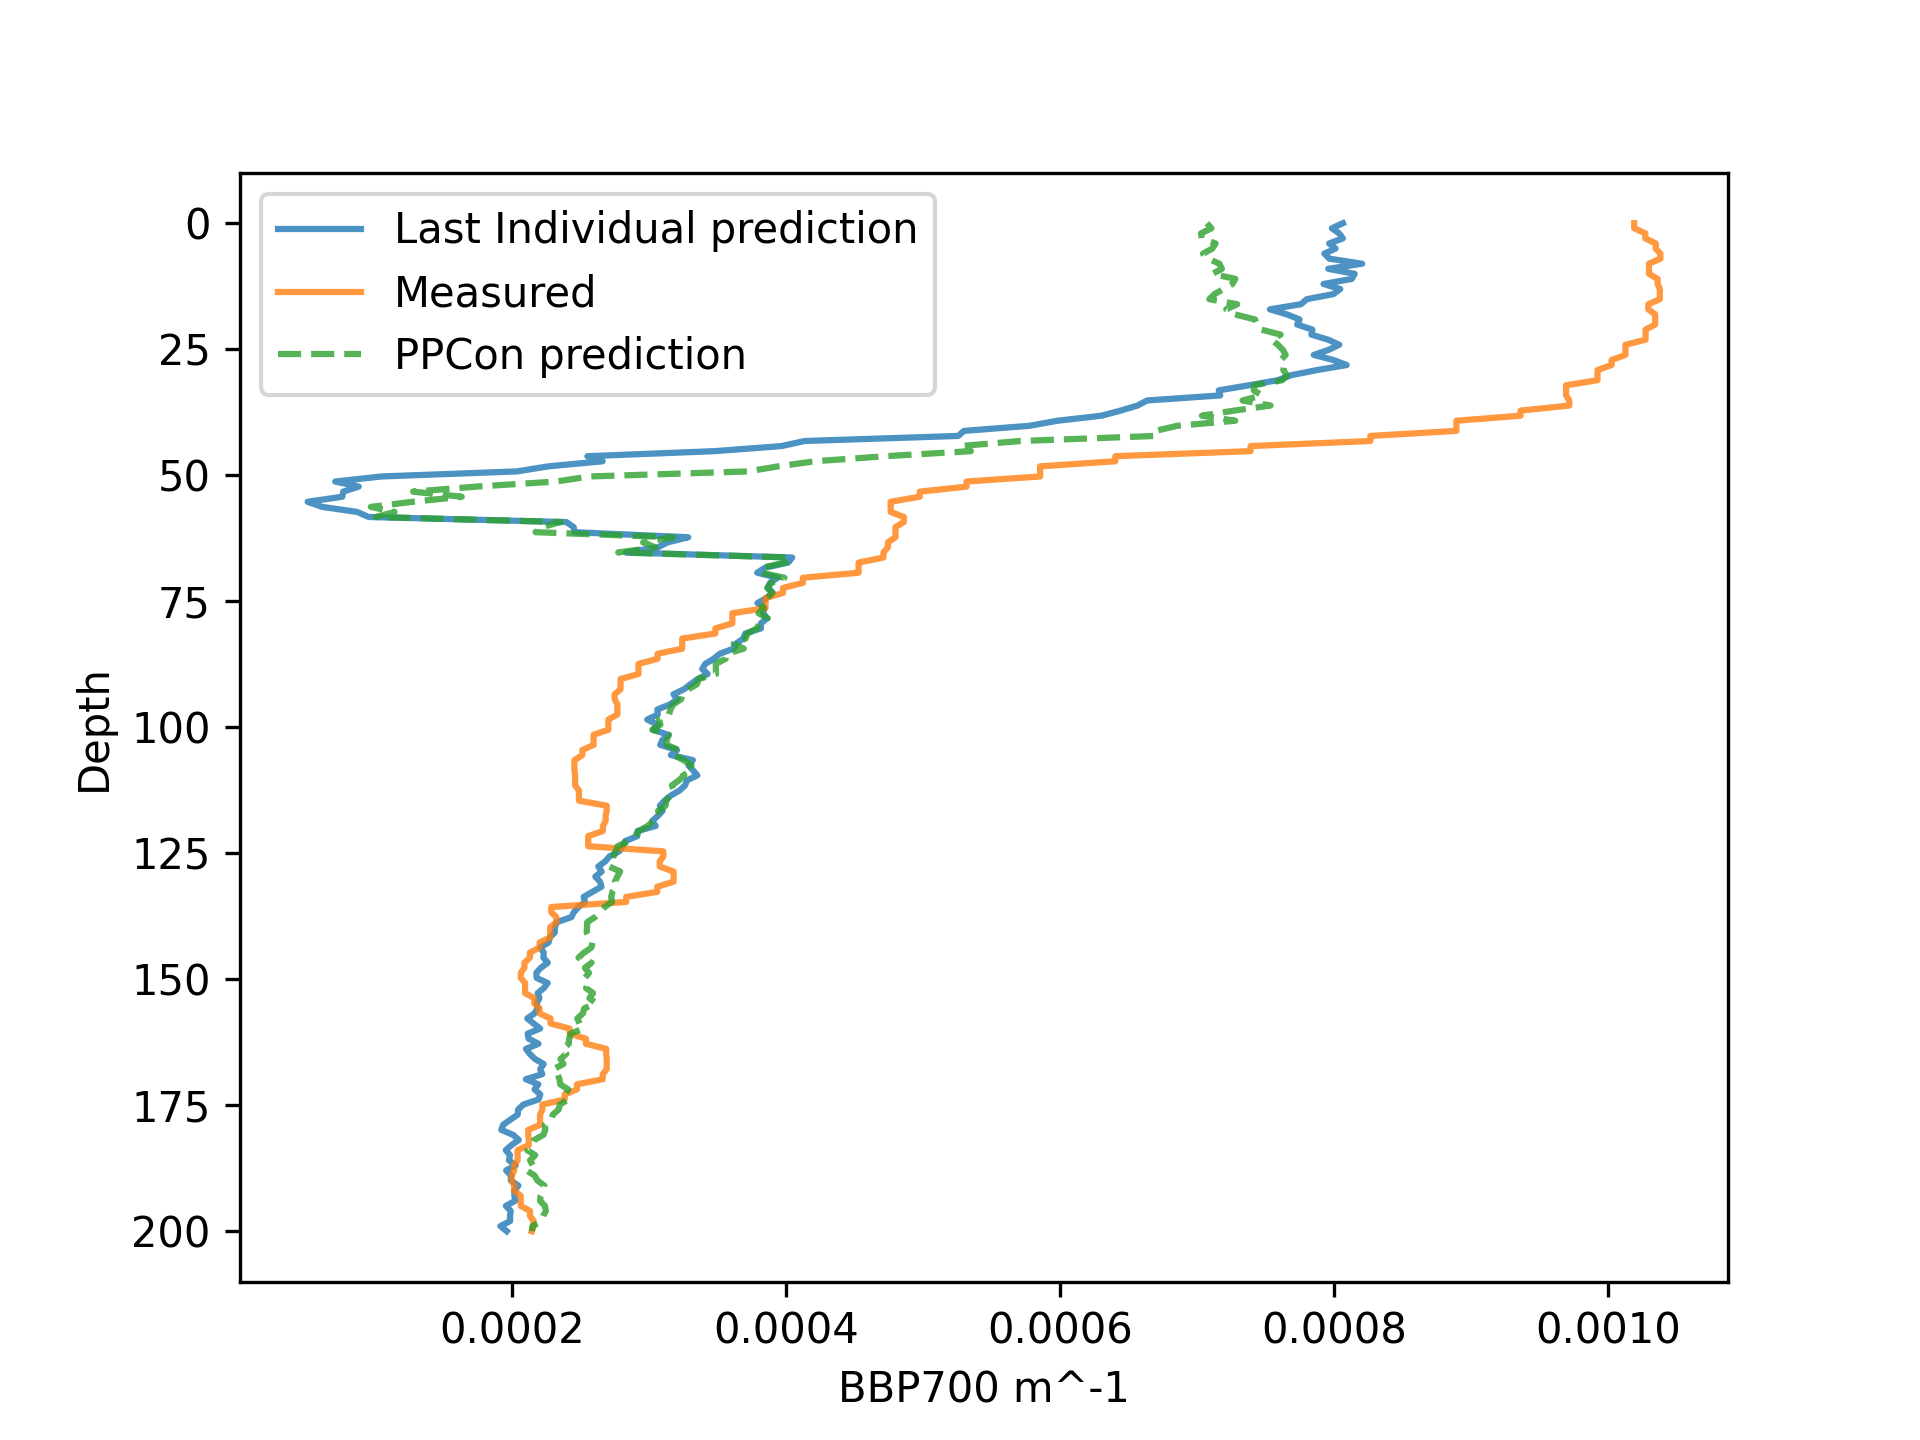 Last Individual prediction
Measured
PPCon prediction
0
25
50
75
100
125
150
175
200
Depth
0.0002 0.0004 0.0006 0.0008 0.0010
BBP700 m^-1